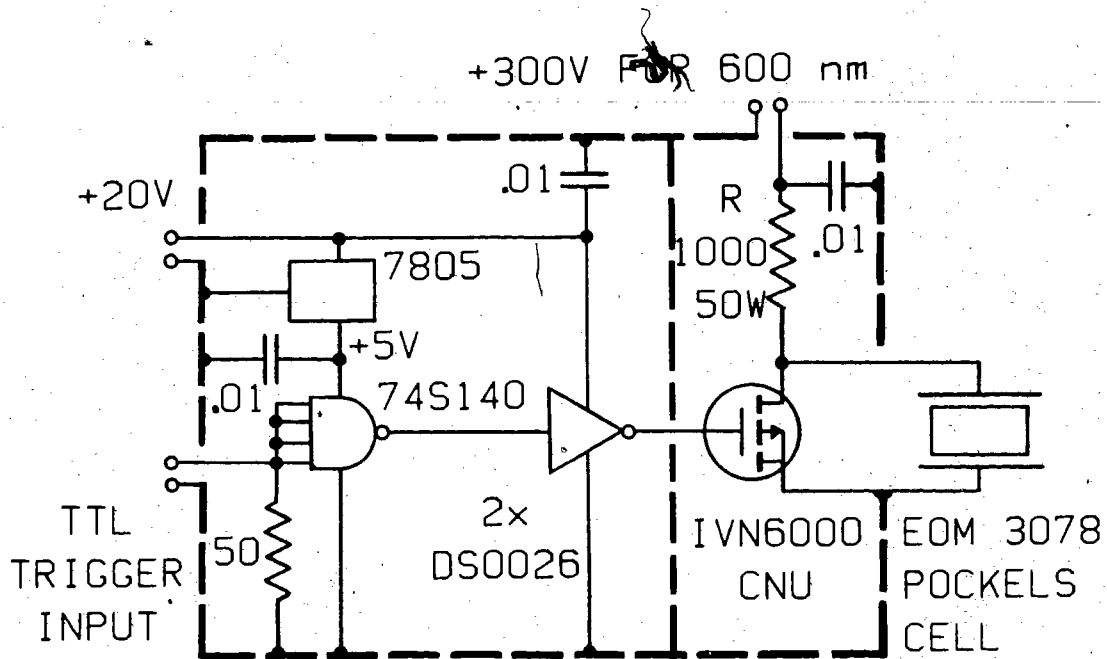 +300V FOR 600 nm
+20V
.01
R
1000
50W
.01
7805
+5V
.01
74S140
TTL
TRIGGER
INPUT
50
2x
DS0026
IVN6000
CNU
EOM 3078
POCKELS
CELL